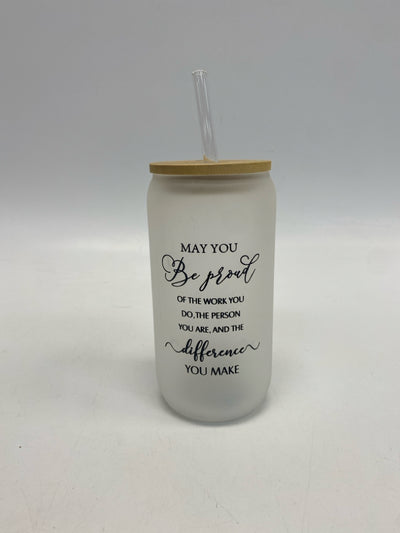 MAY YOU
Be proud
OF THE WORK YOU
DO,THE PERSON
YOU ARE, AND THE
difference
YOU MAKE